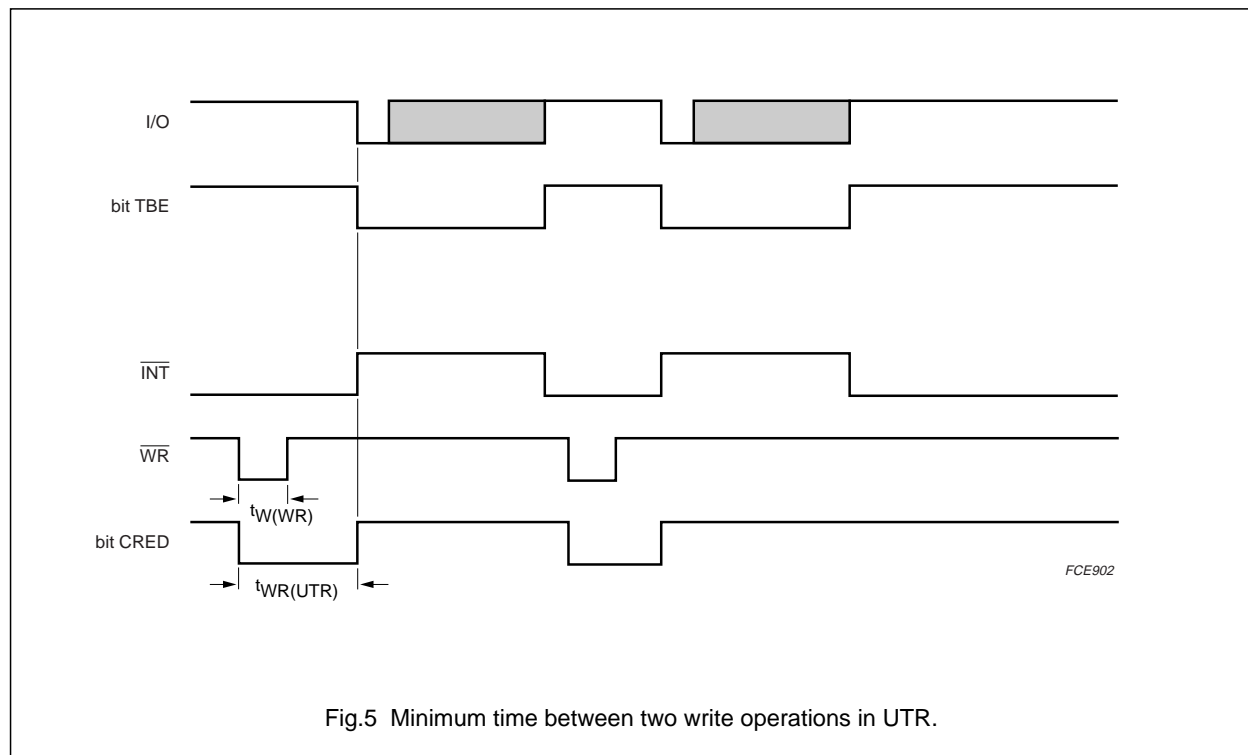 I/O
bit TBE
INT
WR
tW(WR)
bit CRED
tWR(UTR)
FCE902
Fig.5 Minimum time between two write operations in UTR.